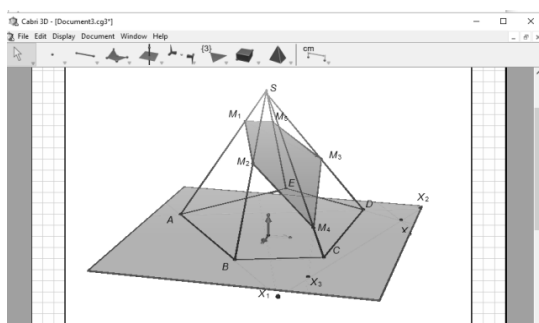 Cabri 3D - [Document3.cg3*]
File Edit Display Document Window Help
{3}
cm
S
M1
M5
M2
M3
E
D
X2
A
M4
X
B
C
X3
X1